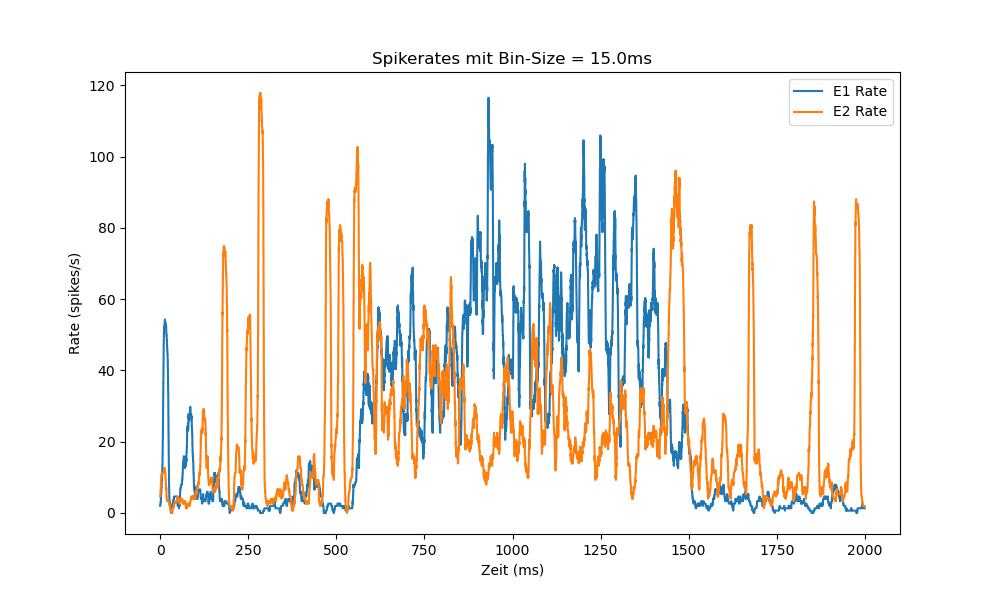 Spikerates mit Bin-Size = 15.0ms
E1 Rate
E2 Rate
120
100
80
60
40
20
0
Rate (spikes/s)
0 250 500 750 1000 1250 1500 1750 2000
Zeit (ms)